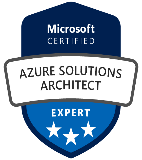 Microsoft
CERTIFIED
AZURE SOLUTIONS
ARCHITECT
EXPERT